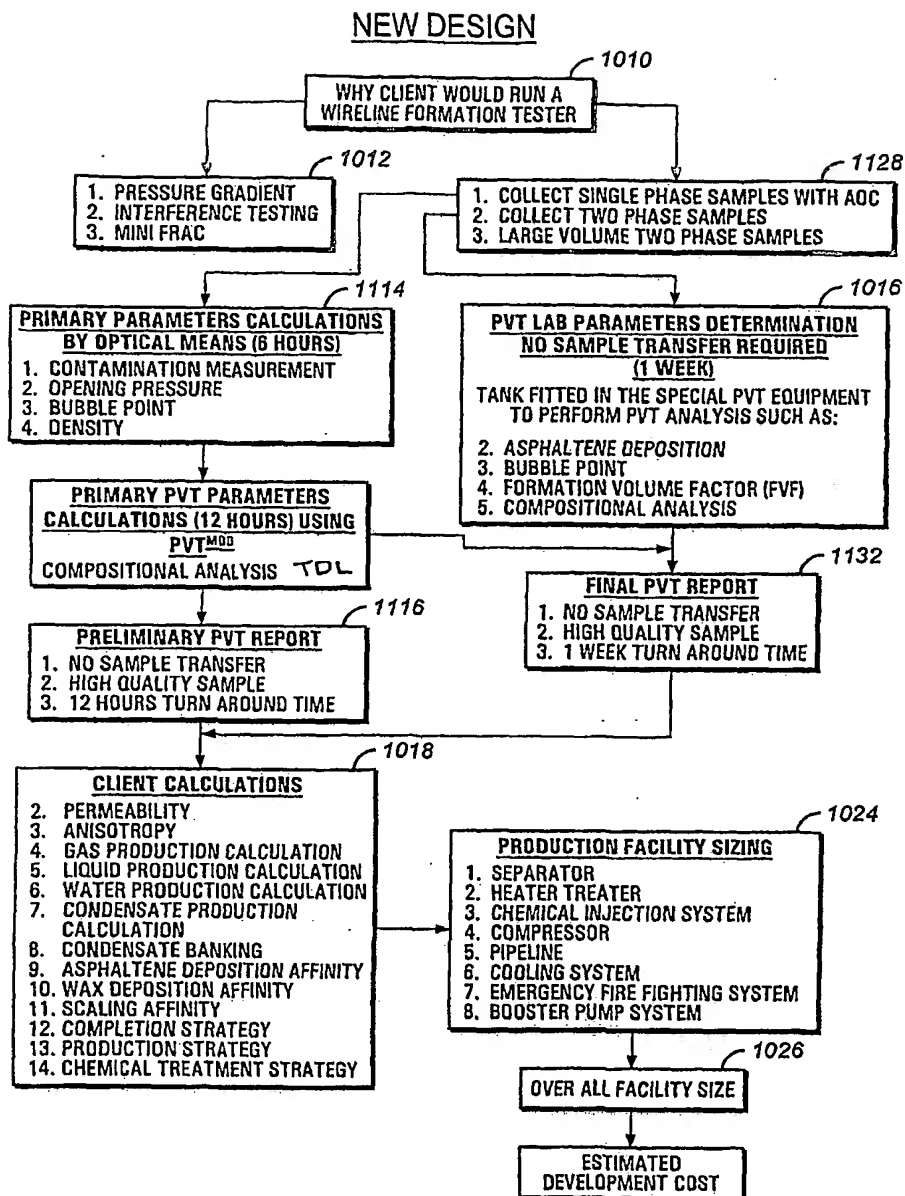 NEW DESIGN
1010
WHY CLIENT WOULD RUN A
WIRELINE FORMATION TESTER
1012
1. PRESSURE GRADIENT
2. INTERFERENCE TESTING
3. MINI FRAC
1128
1. COLLECT SINGLE PHASE SAMPLES WITH AOC
2. COLLECT TWO PHASE SAMPLES
3. LARGE VOLUME TWO PHASE SAMPLES
1114
PRIMARY PARAMETERS CALCULATIONS
BY OPTICAL MEANS (6 HOURS)
1. CONTAMINATION MEASUREMENT
2. OPENING PRESSURE
3. BUBBLE POINT
4. DENSITY
1016
PVT LAB PARAMETERS DETERMINATION
NO SAMPLE TRANSFER REQUIRED
(1 WEEK)
TANK FITTED IN THE SPECIAL PVT EQUIPMENT
TO PERFORM PVT ANALYSIS SUCH AS:
2. ASPHALTENE DEPOSITION
3. BUBBLE POINT
4. FORMATION VOLUME FACTOR (FVF)
5. COMPOSITIONAL ANALYSIS
PRIMARY PVT PARAMETERS
CALCULATIONS (12 HOURS) USING
PVT^MOD
COMPOSITIONAL ANALYSIS TDL
1132
FINAL PVT REPORT
1. NO SAMPLE TRANSFER
2. HIGH QUALITY SAMPLE
3. 1 WEEK TURN AROUND TIME
1116
PRELIMINARY PVT REPORT
1. NO SAMPLE TRANSFER
2. HIGH QUALITY SAMPLE
3. 12 HOURS TURN AROUND TIME
1018
CLIENT CALCULATIONS
2. PERMEABILITY
3. ANISOTROPY
4. GAS PRODUCTION CALCULATION
5. LIQUID PRODUCTION CALCULATION
6. WATER PRODUCTION CALCULATION
7. CONDENSATE PRODUCTION
CALCULATION
8. CONDENSATE BANKING
9. ASPHALTENE DEPOSITION AFFINITY
10. WAX DEPOSITION AFFINITY
11. SCALING AFFINITY
12. COMPLETION STRATEGY
13. PRODUCTION STRATEGY
14. CHEMICAL TREATMENT STRATEGY
1024
PRODUCTION FACILITY SIZING
1. SEPARATOR
2. HEATER TREATER
3. CHEMICAL INJECTION SYSTEM
4. COMPRESSOR
5. PIPELINE
6. COOLING SYSTEM
7. EMERGENCY FIRE FIGHTING SYSTEM
8. BOOSTER PUMP SYSTEM
1026
OVER ALL FACILITY SIZE
ESTIMATED
DEVELOPMENT COST